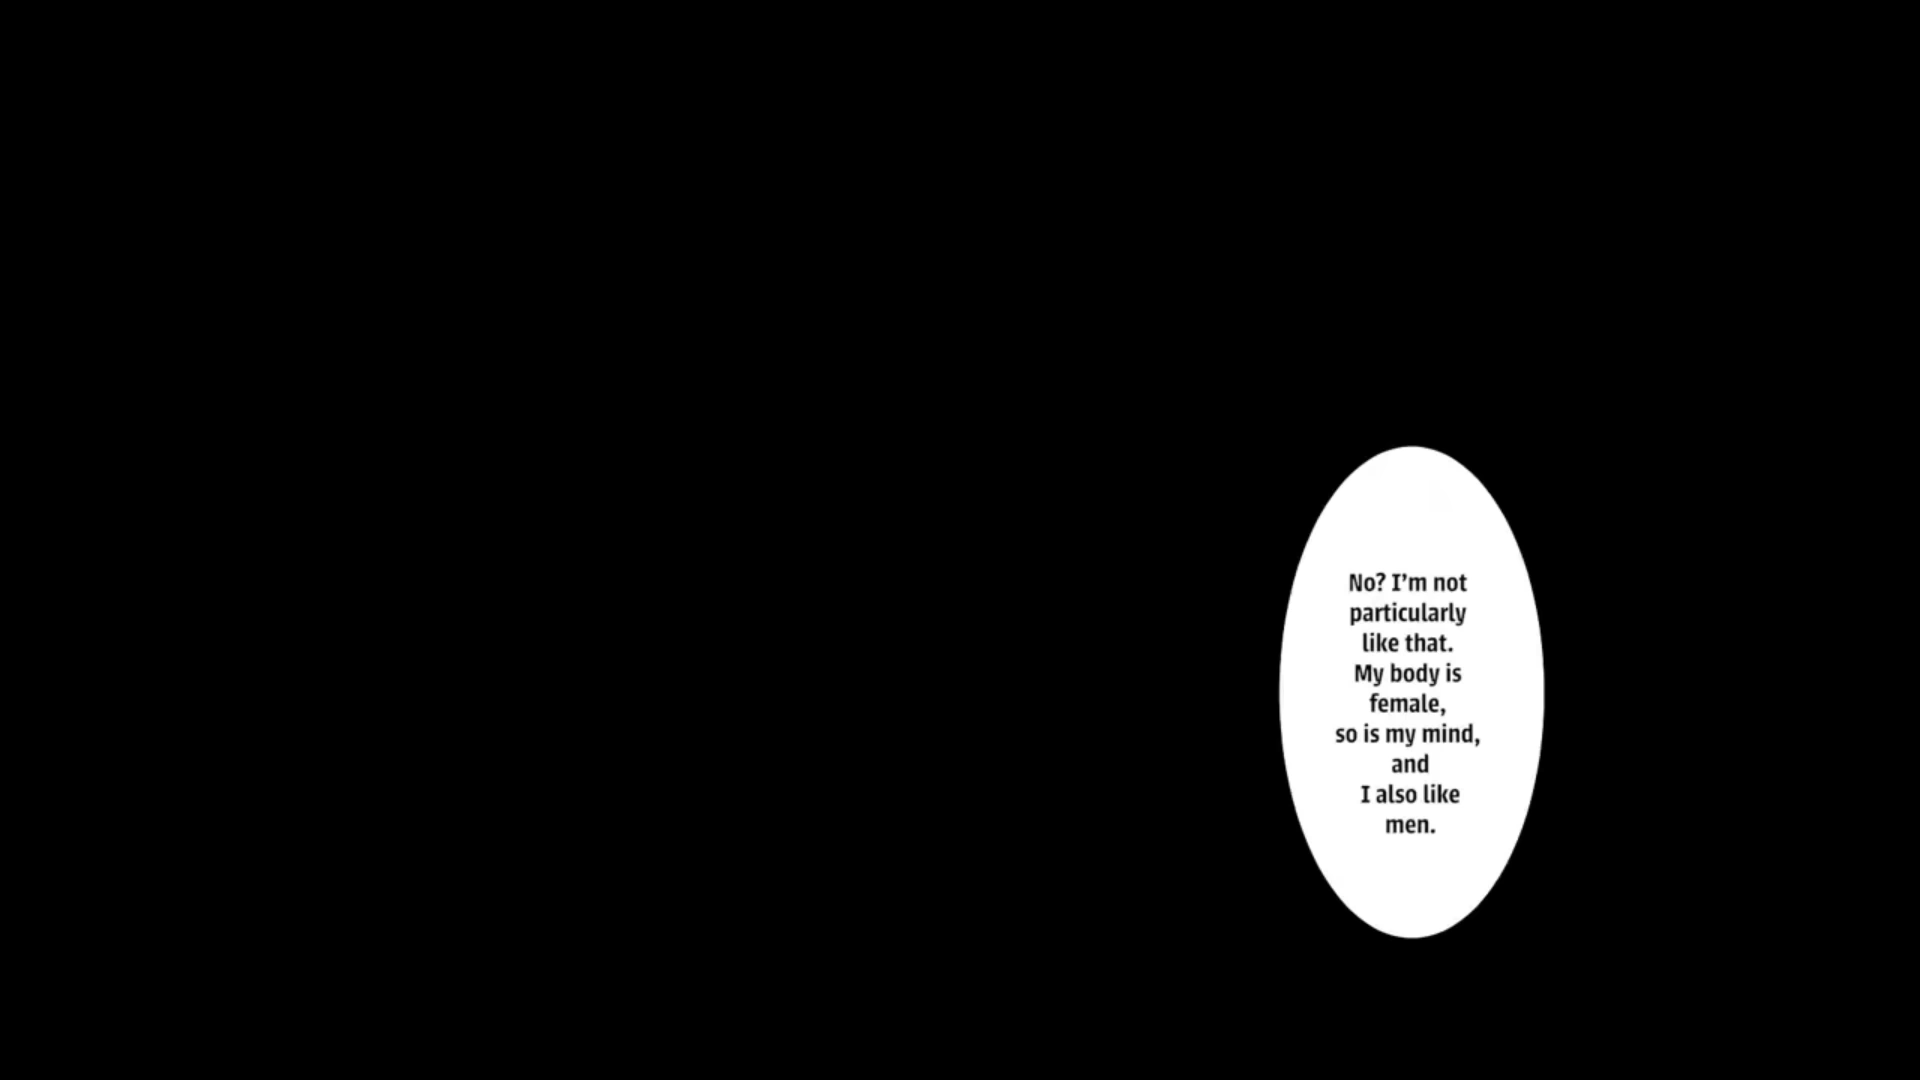 No? I’m not
particularly
like that.
My body is
female,
so is my mind,
and
I also like
men.